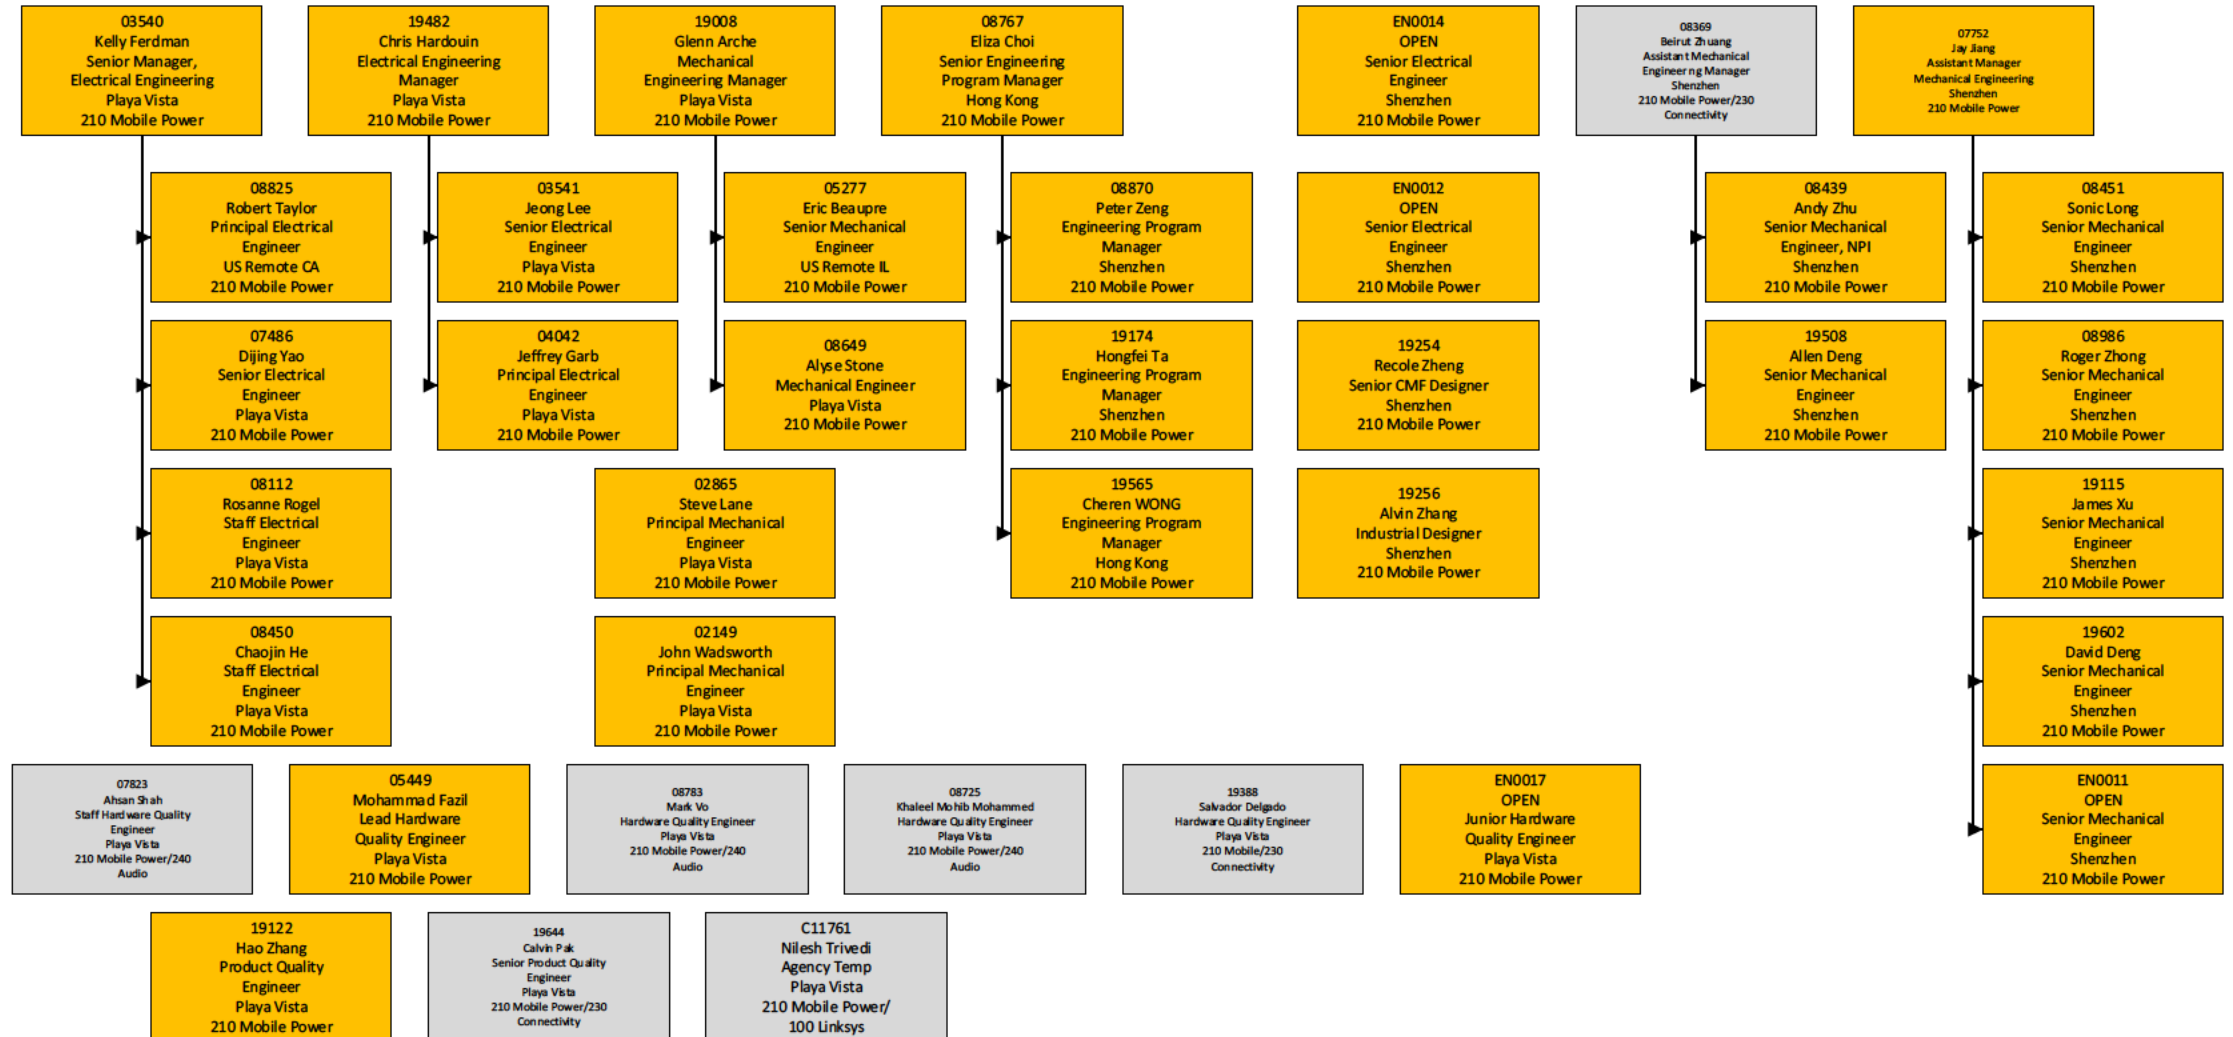 03540
Kelly Ferdman
Senior Manager,
Electrical Engineering
Playa Vista
210 Mobile Power
19482
Chris Hardouin
Electrical Engineering
Manager
Playa Vista
210 Mobile Power
19008
Glenn Arche
Mechanical
Engineering Manager
Playa Vista
210 Mobile Power
08767
Eliza Choi
Senior Engineering
Program Manager
Hong Kong
210 Mobile Power
EN0014
OPEN
Senior Electrical
Engineer
Shenzhen
210 Mobile Power
08369
Beirut Zhuang
Assistant Mechanical
Engineering Manager
Shenzhen
210 Mobile Power/230
Connectivity
07752
Jay Jiang
Assistant Manager
Mechanical Engineering
Shenzhen
210 Mobile Power
08825
Robert Taylor
Principal Electrical
Engineer
US Remote CA
210 Mobile Power
03541
Jeong Lee
Senior Electrical
Engineer
Playa Vista
210 Mobile Power
05277
Eric Beaupre
Senior Mechanical
Engineer
US Remote IL
210 Mobile Power
08870
Peter Zeng
Engineering Program
Manager
Shenzhen
210 Mobile Power
EN0012
OPEN
Senior Electrical
Engineer
Shenzhen
210 Mobile Power
08439
Andy Zhu
Senior Mechanical
Engineer, NPI
Shenzhen
210 Mobile Power
08451
Sonic Long
Senior Mechanical
Engineer
Shenzhen
210 Mobile Power
07486
Dijing Yao
Senior Electrical
Engineer
Playa Vista
210 Mobile Power
04042
Jeffrey Garb
Principal Electrical
Engineer
Playa Vista
210 Mobile Power
08649
Alyse Stone
Mechanical Engineer
Playa Vista
210 Mobile Power
19174
Hongfei Ta
Engineering Program
Manager
Shenzhen
210 Mobile Power
19254
Recole Zheng
Senior CMF Designer
Shenzhen
210 Mobile Power
19508
Allen Deng
Senior Mechanical
Engineer
Shenzhen
210 Mobile Power
08986
Roger Zhong
Senior Mechanical
Engineer
Shenzhen
210 Mobile Power
08112
Rosanne Rogel
Staff Electrical
Engineer
Playa Vista
210 Mobile Power
02865
Steve Lane
Principal Mechanical
Engineer
Playa Vista
210 Mobile Power
19565
Cheren WONG
Engineering Program
Manager
Hong Kong
210 Mobile Power
19256
Alvin Zhang
Industrial Designer
Shenzhen
210 Mobile Power
19115
James Xu
Senior Mechanical
Engineer
Shenzhen
210 Mobile Power
08450
Chaojin He
Staff Electrical
Engineer
Playa Vista
210 Mobile Power
02149
John Wadsworth
Principal Mechanical
Engineer
Playa Vista
210 Mobile Power
19602
David Deng
Senior Mechanical
Engineer
Shenzhen
210 Mobile Power
07823
Ahsan Shah
Staff Hardware Quality
Engineer
Playa Vista
210 Mobile Power/240
Audio
05449
Mohammad Fazil
Lead Hardware
Quality Engineer
Playa Vista
210 Mobile Power
08783
Mark Vo
Hardware Quality Engineer
Playa Vista
210 Mobile Power/240
Audio
08725
Khaleel Mohib Mohammed
Hardware Quality Engineer
Playa Vista
210 Mobile Power/240
Audio
19388
Salvador Delgado
Hardware Quality Engineer
Playa Vista
210 Mobile/230
Connectivity
EN0017
OPEN
Junior Hardware
Quality Engineer
Playa Vista
210 Mobile Power
EN0011
OPEN
Senior Mechanical
Engineer
Shenzhen
210 Mobile Power
19122
Hao Zhang
Product Quality
Engineer
Playa Vista
210 Mobile Power
19644
Calvin Pak
Senior Product Quality
Engineer
Playa Vista
210 Mobile Power/230
Connectivity
C11761
Nilesh Trivedi
Agency Temp
Playa Vista
210 Mobile Power/
100 Linksys